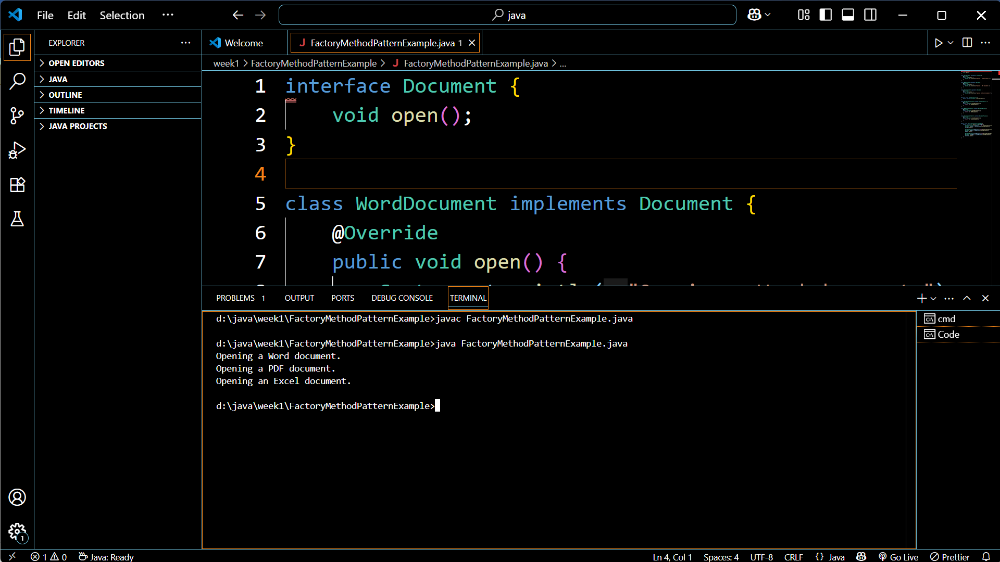 File Edit Selection ...
java
EXPLORER ...
Welcome
FactoryMethodPatternExample.java 1
OPEN EDITORS
JAVA
OUTLINE
TIMELINE
JAVA PROJECTS
week1 > FactoryMethodPatternExample > J FactoryMethodPatternExample.java > ...
1 interface Document {
2 void open();
3 }
4
5 class WordDocument implements Document {
6 @Override
7 public void open() {
PROBLEMS 1 OUTPUT PORTS DEBUG CONSOLE TERMINAL
d:\java\week1\FactoryMethodPatternExample>javac FactoryMethodPatternExample.java
d:\java\week1\FactoryMethodPatternExample>java FactoryMethodPatternExample.java
Opening a Word document.
Opening a PDF document.
Opening an Excel document.
d:\java\week1\FactoryMethodPatternExample>
cmd
Code
1
1 0 Java: Ready Ln 4, Col 1 Spaces: 4 UTF-8 CRLF {} Java Go Live Prettier